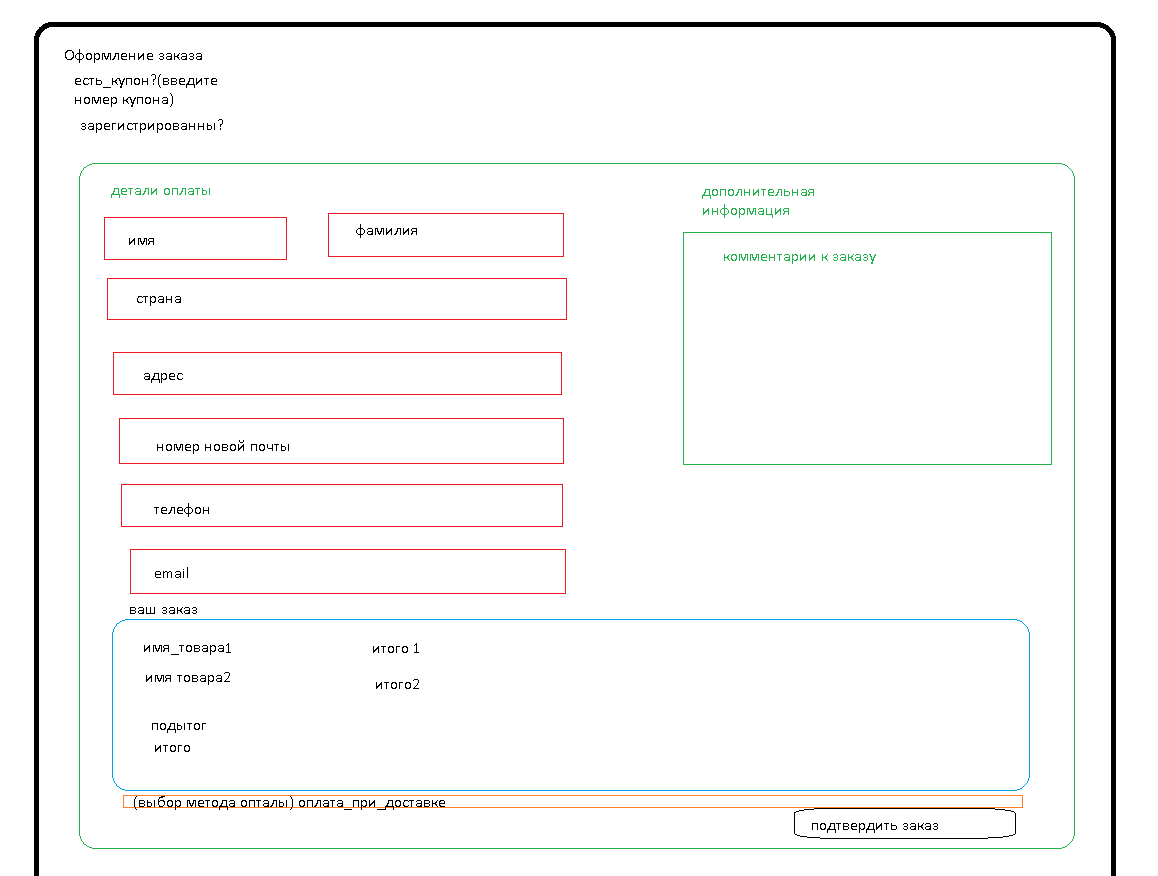 Оформление заказа
есть_купон?(введите
номер купона)
зарегистрированны?
детали оплаты
дополнительная
информация
имя
фамилия
комментарии к заказу
страна
адрес
номер новой почты
телефон
email
ваш заказ
имя_товара1
итого 1
имя товара2
итого2
подытог
итого
(выбор метода опталы) оплата_при_доставке
подтвердить заказ